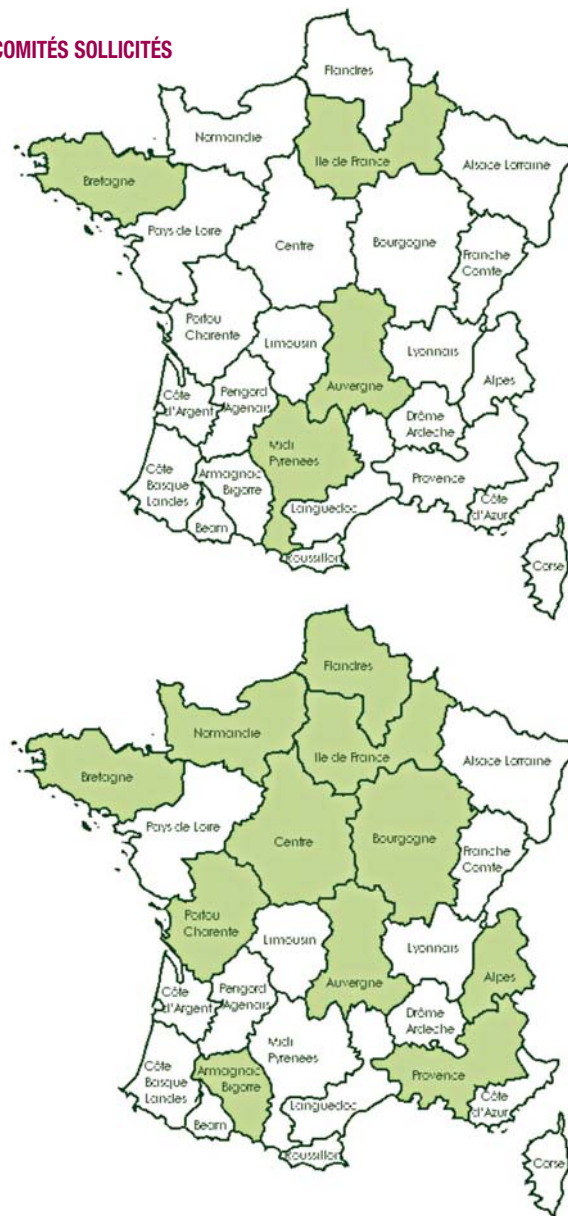 COMITÉS SOLLICITÉS
Flandres
Normandie
Ile de France
Alsace Lorraine
Bretagne
Pays de Loire
Centre
Bourgogne
Franche
Comte
Poitou
Charente
Limousin
Lyonnais
Alpes
Auvergne
Côte
d'Argent
Perigord
Agenais
Drôme
Ardeche
Midi
Pyrenees
Côte
Basque
Landes
Armagnac
Bigorre
Provence
Languedoc
Côte
d'Azur
Bearn
Roussillon
Corse
Flandres
Normandie
Ile de France
Alsace Lorraine
Bretagne
Pays de Loire
Centre
Bourgogne
Franche
Comte
Poitou
Charente
Limousin
Lyonnais
Alpes
Auvergne
Côte
d'Argent
Perigord
Agenais
Drôme
Ardeche
Midi
Pyrenees
Côte
Basque
Landes
Armagnac
Bigorre
Provence
Languedoc
Côte
d'Azur
Bearn
Roussillon
Corse